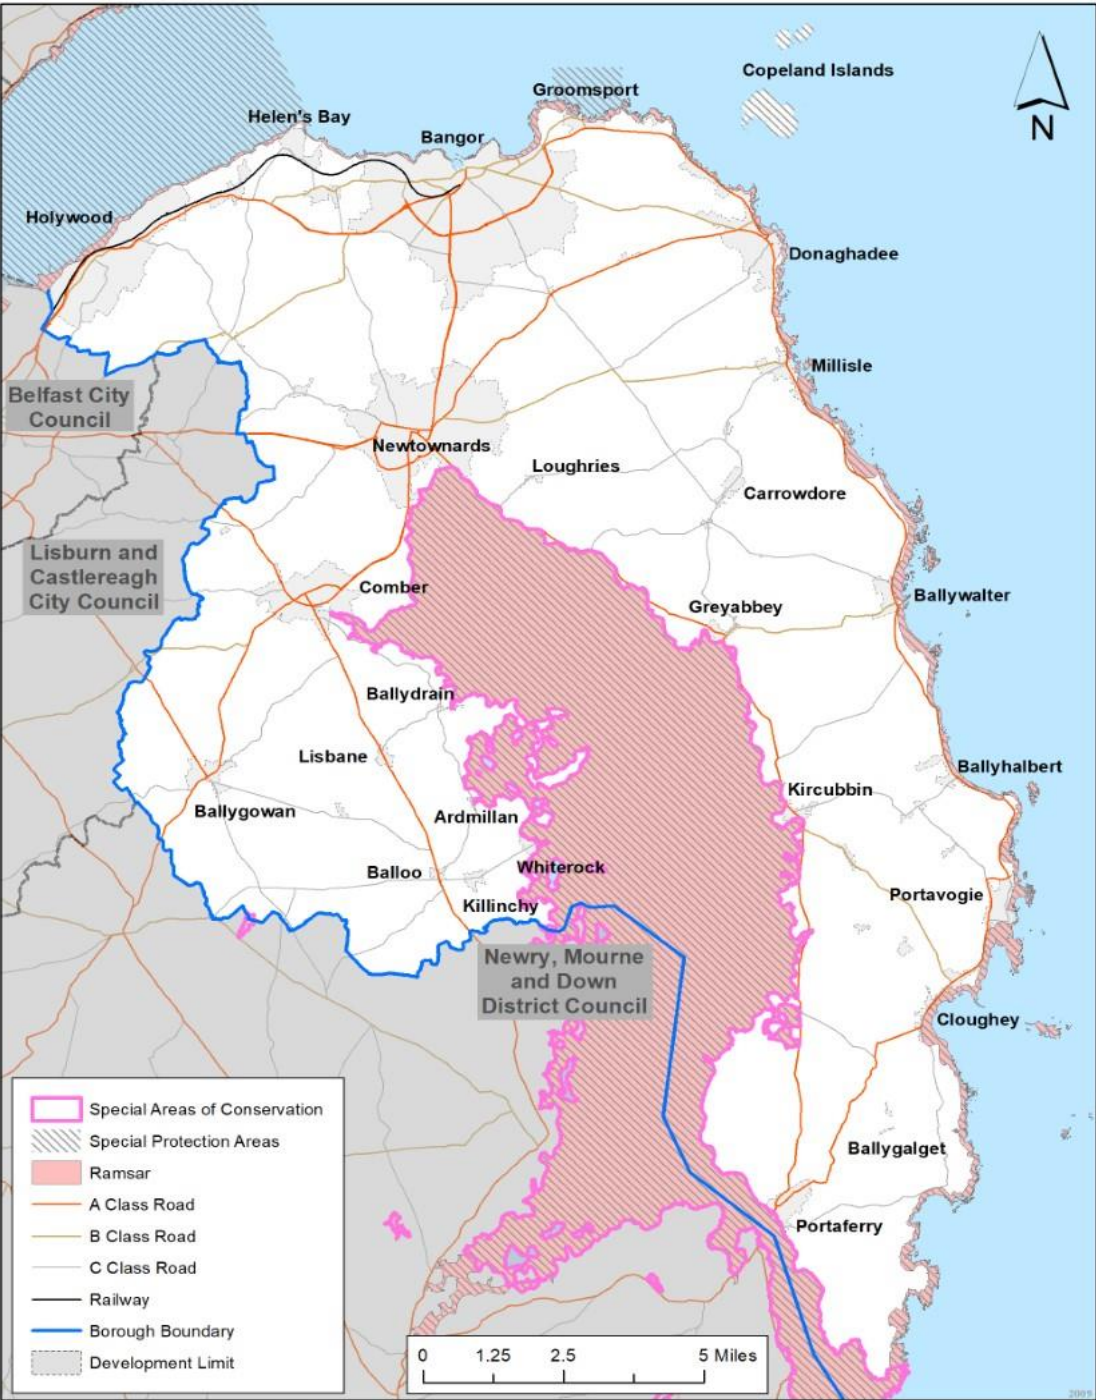 Copeland Islands
Groomsport
Helen's Bay
Bangor
N
Holywood
Donaghadee
Millisle
Belfast City
Council
Newtownards
Loughries
Carrowdore
Lisburn and
Castlereagh
City Council
Comber
Ballywalter
Greyabbey
Ballydrain
Lisbane
Ballyhalbert
Kircubbin
Ballygowan
Ardmillan
Balloo
Whiterock
Portavogie
Killinchy
Newry, Mourne
and Down
District Council
Cloughey
Ballygalget
Portaferry
Special Areas of Conservation
Special Protection Areas
Ramsar
A Class Road
B Class Road
C Class Road
Railway
Borough Boundary
Development Limit
0 1.25 2.5 5 Miles
2009